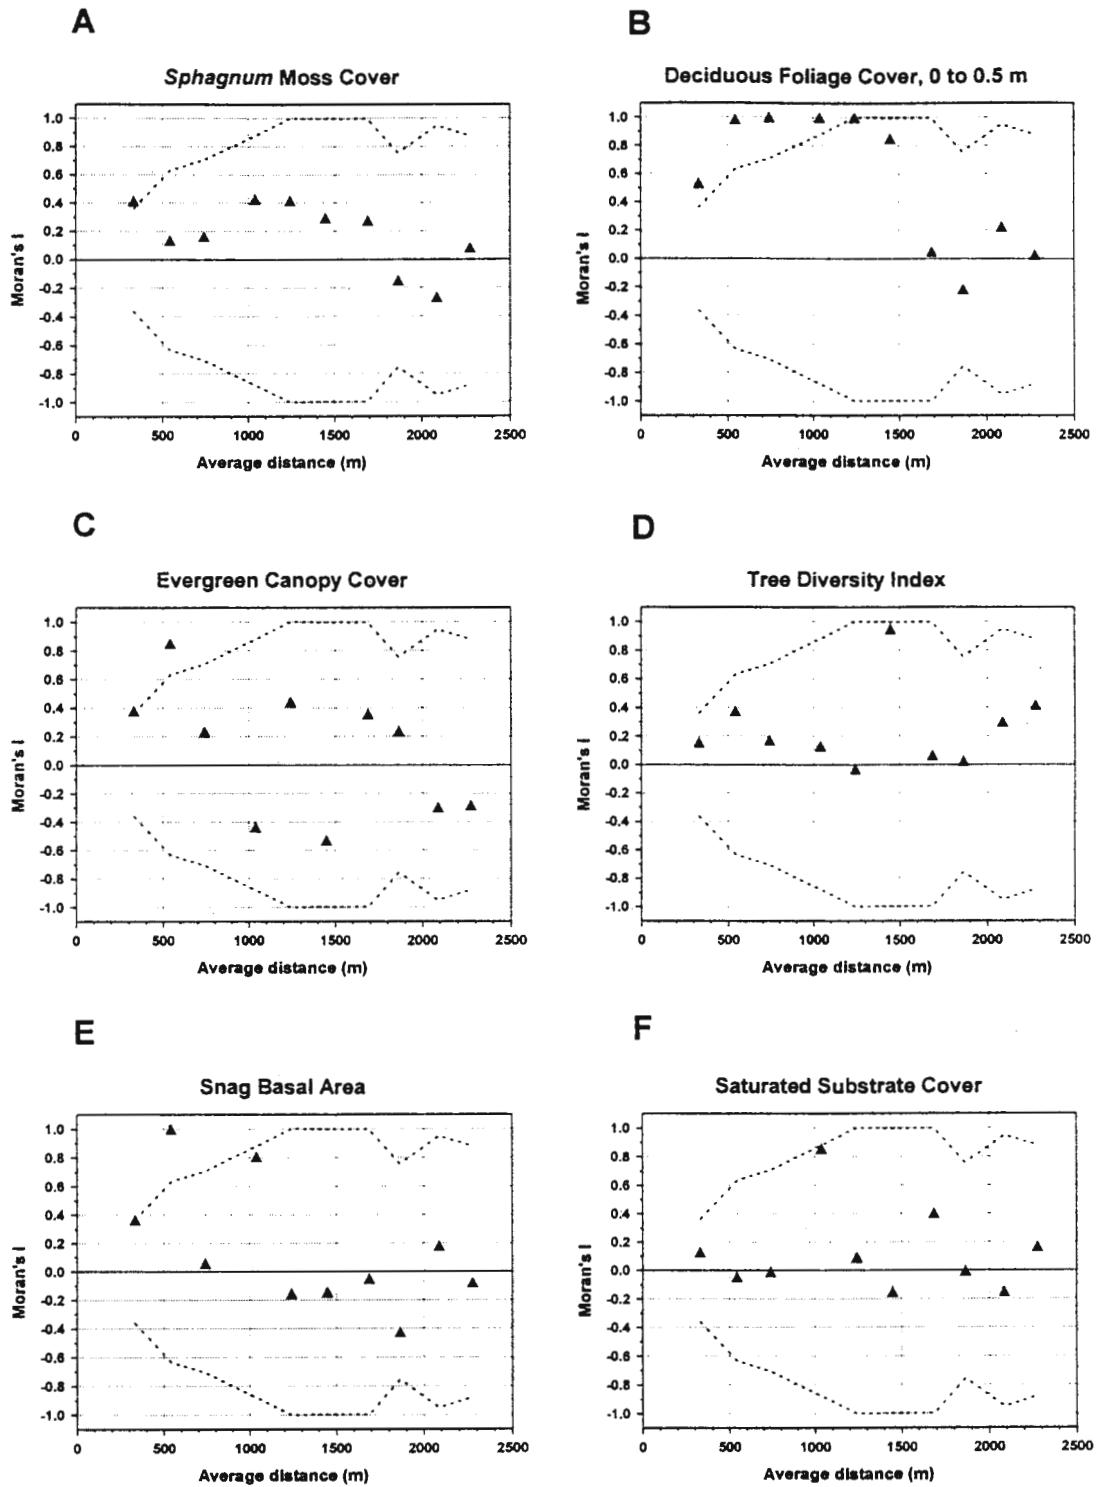 A
Sphagnum Moss Cover
1.0
0.8
0.6
0.4
0.2
0.0
-0.2
-0.4
-0.6
-0.8
-1.0
Moran's I
0 500 1000 1500 2000 2500
Average distance (m)
B
Deciduous Foliage Cover, 0 to 0.5 m
1.0
0.8
0.6
0.4
0.2
0.0
-0.2
-0.4
-0.6
-0.8
-1.0
Moran's I
0 500 1000 1500 2000 2500
Average distance (m)
C
Evergreen Canopy Cover
1.0
0.8
0.6
0.4
0.2
0.0
-0.2
-0.4
-0.6
-0.8
-1.0
Moran's I
0 500 1000 1500 2000 2500
Average distance (m)
D
Tree Diversity Index
1.0
0.8
0.6
0.4
0.2
0.0
-0.2
-0.4
-0.6
-0.8
-1.0
Moran's I
0 500 1000 1500 2000 2500
Average distance (m)
E
Snag Basal Area
1.0
0.8
0.6
0.4
0.2
0.0
-0.2
-0.4
-0.6
-0.8
-1.0
Moran's I
0 500 1000 1500 2000 2500
Average distance (m)
F
Saturated Substrate Cover
1.0
0.8
0.6
0.4
0.2
0.0
-0.2
-0.4
-0.6
-0.8
-1.0
Moran's I
0 500 1000 1500 2000 2500
Average distance (m)